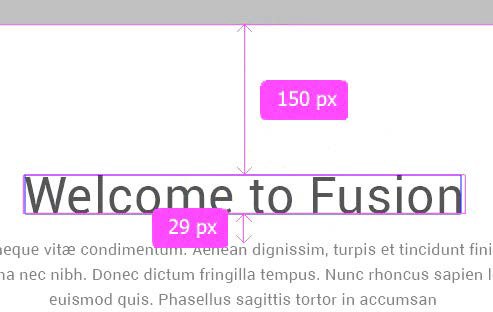 150 px
Welcome to Fusion
29 px
neque vitæ condimentum. Aenean dignissim, turpis et tincidunt fini
na nec nibh. Donec dictum fringilla tempus. Nunc rhoncus sapien l
euismod quis. Phasellus sagittis tortor in accumsan